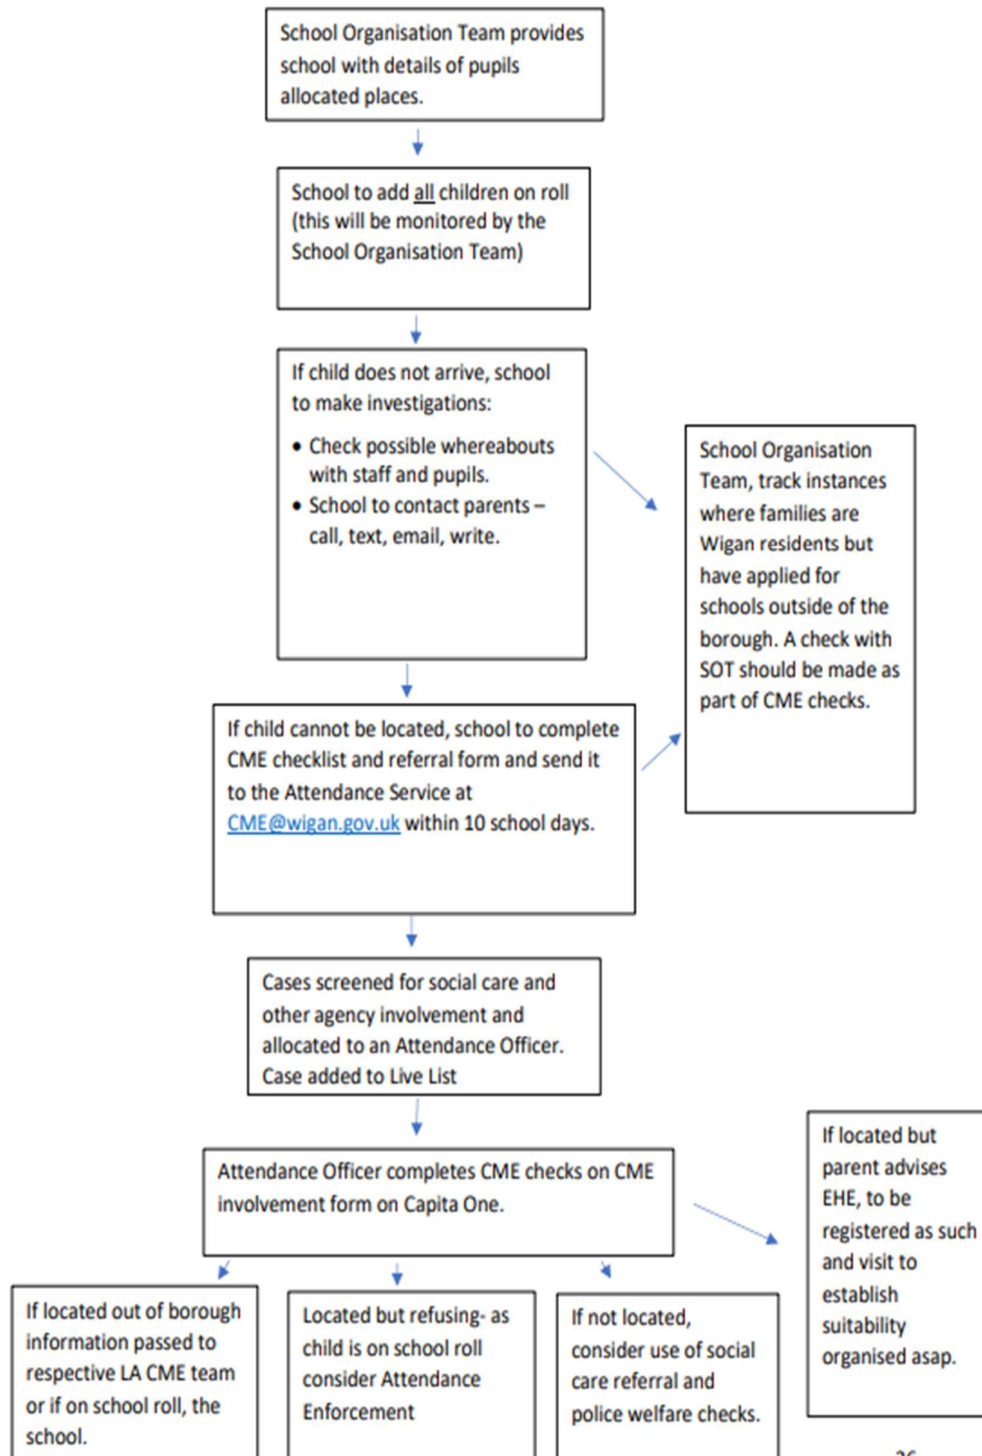 School Organisation Team provides
school with details of pupils
allocated places.
School to add all children on roll
(this will be monitored by the
School Organisation Team)
If child does not arrive, school
to make investigations:
• Check possible whereabouts
with staff and pupils.
• School to contact parents –
call, text, email, write.
School Organisation
Team, track instances
where families are
Wigan residents but
have applied for
schools outside of the
borough. A check with
SOT should be made as
part of CME checks.
If child cannot be located, school to complete
CME checklist and referral form and send it
to the Attendance Service at
CME@wigan.gov.uk within 10 school days.
Cases screened for social care and
other agency involvement and
allocated to an Attendance Officer.
Case added to Live List
Attendance Officer completes CME checks on CME
involvement form on Capita One.
If located but
parent advises
EHE, to be
registered as such
and visit to
establish
suitability
organised asap.
If located out of borough
information passed to
respective LA CME team
or if on school roll, the
school.
Located but refusing- as
child is on school roll
consider Attendance
Enforcement
If not located,
consider use of social
care referral and
police welfare checks.